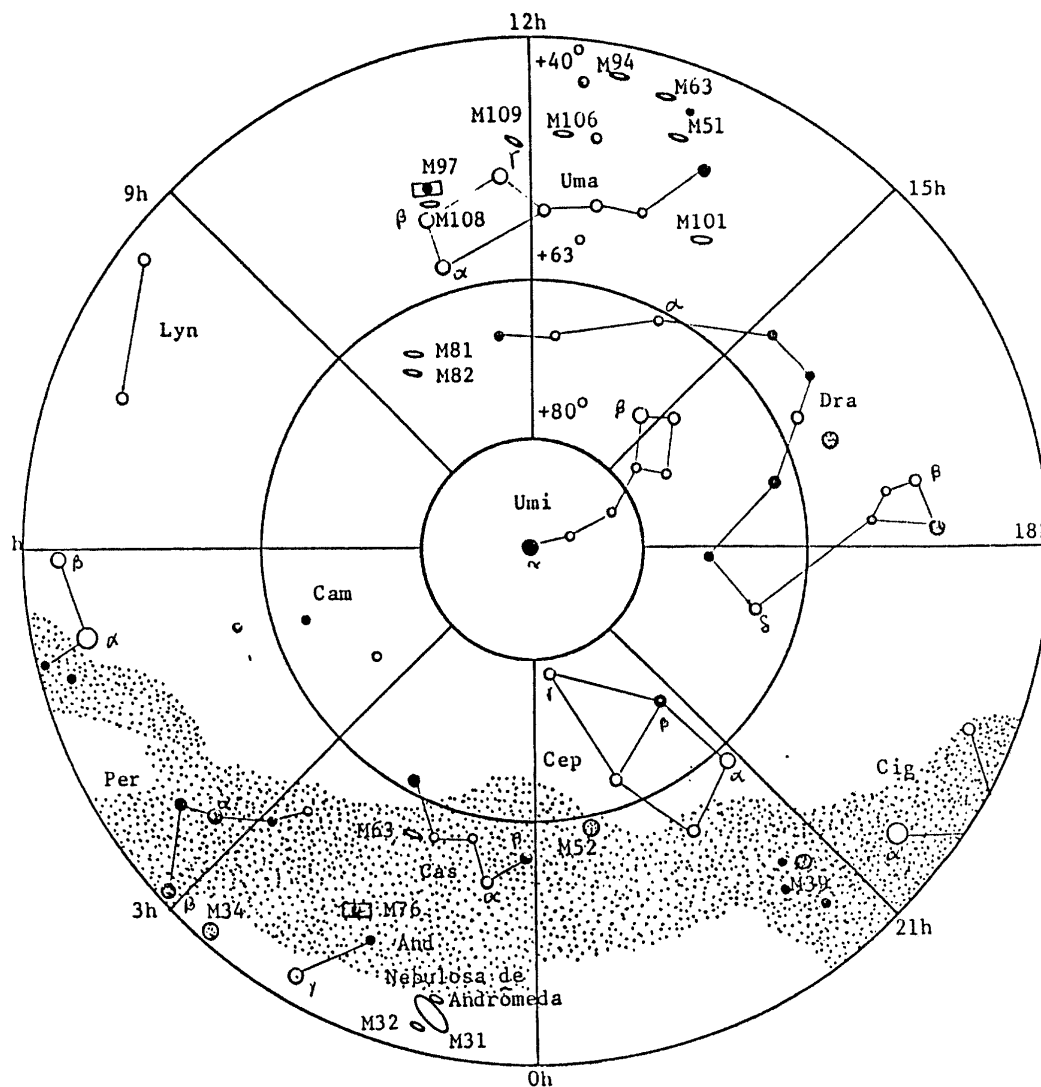 12h
+40°
M94
M63
M109
M106
M51
γ
M97
Uma
9h
15h
β
M108
M101
+63°
α
α
Lyn
M81
M82
+80°
β
Dra
Umi
β
h
18h
α
β
Cam
δ
α
γ
β
Per
Cep
α
Cig
α
M63
β
M52
α
Cas
M39
α
β
3h
M34
M76
21h
And
γ
Nebulosa de
Andrômeda
M32
M31
0h